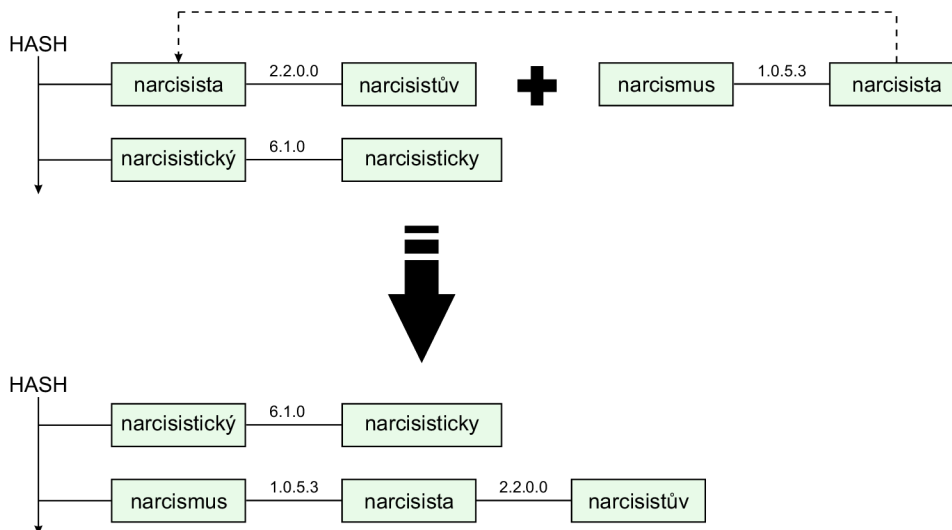 HASH
narcisista 2.2.0.0 narcisistův narcismus 1.0.5.3 narcisista
narcisistický 6.1.0 narcisisticky
HASH
narcisistický 6.1.0 narcisisticky
narcismus 1.0.5.3 narcisista 2.2.0.0 narcisistův